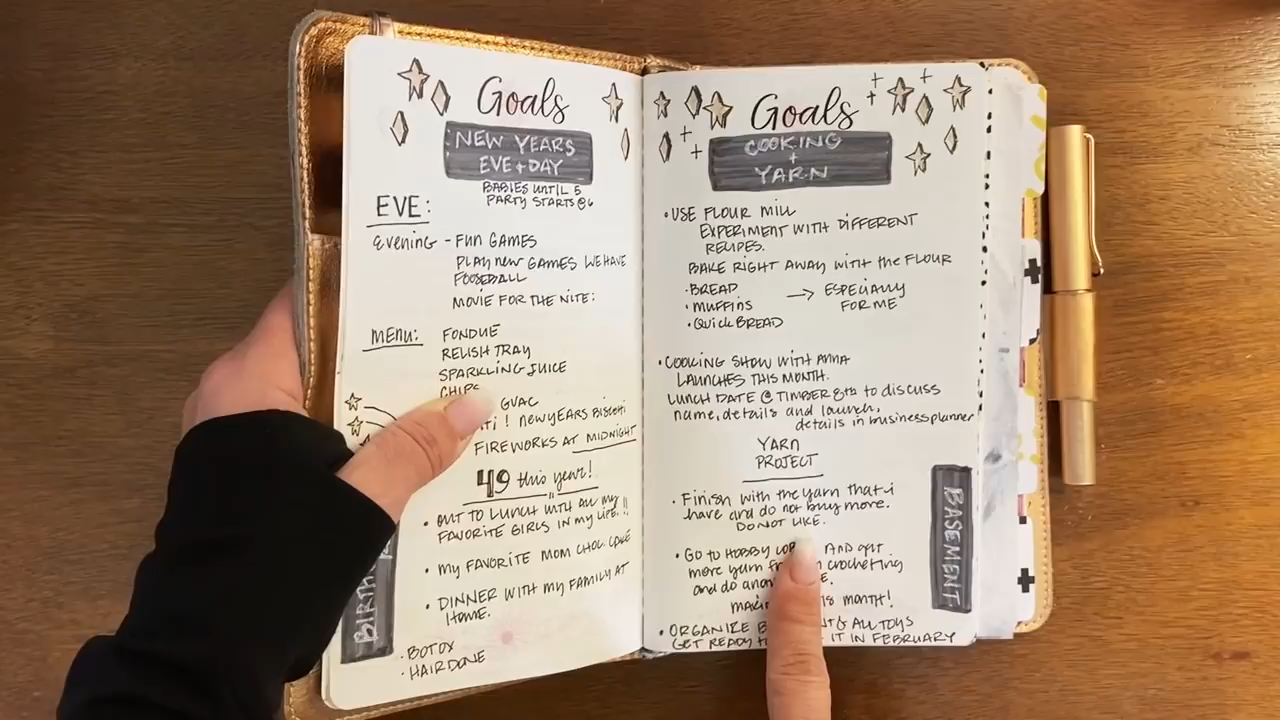 Goals
NEW YEARS
EVE + DAY
BABIES UNTIL 5
PARTY STARTS @ 6
EVE:
Evening - FUN GAMES
PLAY NEW GAMES WE HAVE
FOOSBALL
MOVIE FOR THE NITE:
MENU: FONDUE
RELISH TRAY
SPARKLING JUICE
CHIPS
GUAC
! NEW YEARS BISCOTTI
FIREWORKS AT MIDNIGHT
49 this year!
• OUT TO LUNCH WITH ALL MY
FAVORITE GIRLS IN MY LIFE!!
• MY FAVORITE MOM CHOC. CAKE
• DINNER WITH MY FAMILY AT
HOME.
• BOTOX
• HAIR DONE
Goals
COOKING
+
YARN
• USE FLOUR MILL
EXPERIMENT WITH DIFFERENT
RECIPES.
BAKE RIGHT AWAY WITH the FLOUR
• BREAD
• MUFFINS → ESPECIALLY
FOR ME
• QUICK BREAD
• COOKING SHOW WITH ANNA
LAUNCHES THIS MONTH.
LUNCH DATE @ TIMBER 8th to discuss
name, details and launch,
details in business planner
YARN
PROJECT
• Finish with the yarn that i
have and do not buy more.
DO NOT LIKE.
• GO TO HOBBY AND GET
more yarn crocheting
and do
month!
• ORGANIZE & ALL TOYS
GET READY IT IN FEBRUARY
BASEMENT